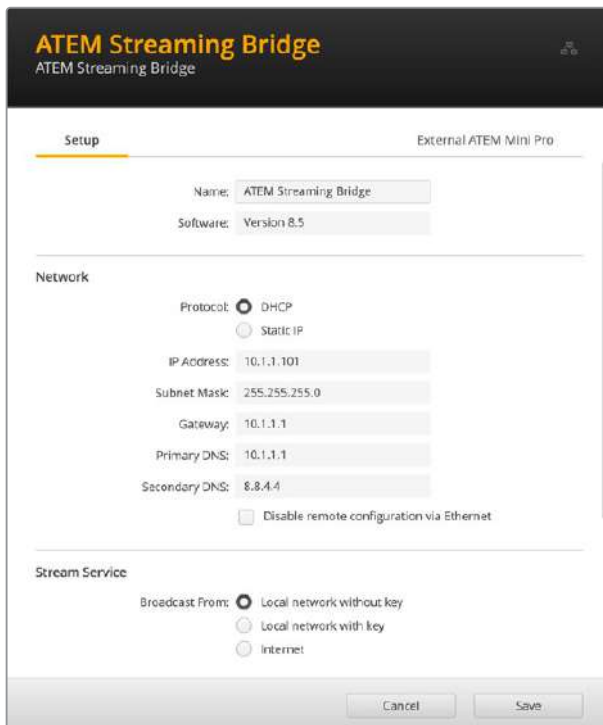 ATEM Streaming Bridge
ATEM Streaming Bridge
Setup External ATEM Mini Pro
Name: ATEM Streaming Bridge
Software: Version 8.5
Network
Protocol: DHCP
Static IP
IP Address: 10.1.1.101
Subnet Mask: 255.255.255.0
Gateway: 10.1.1.1
Primary DNS: 10.1.1.1
Secondary DNS: 8.8.4.4
Disable remote configuration via Ethernet
Stream Service
Broadcast From: Local network without key
Local network with key
Internet
Cancel Save